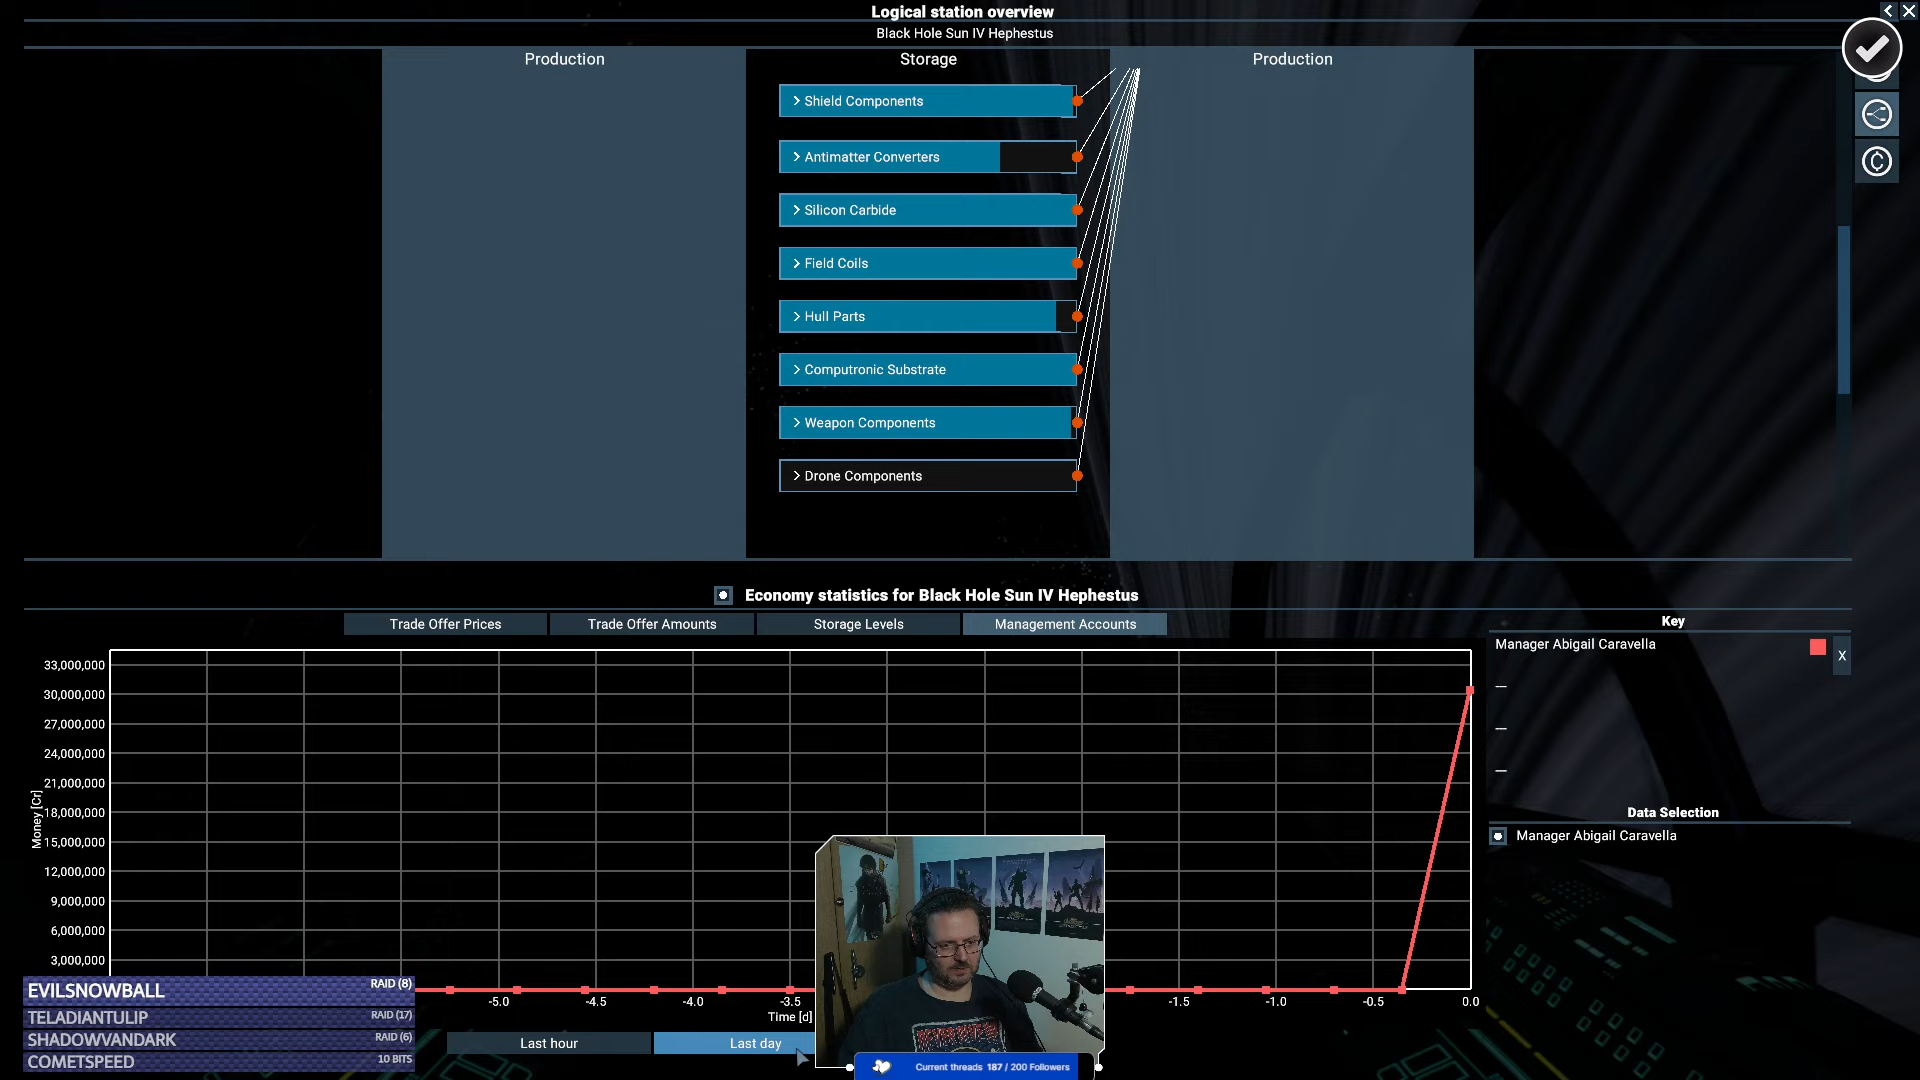 Logical station overview
Black Hole Sun IV Hephestus
Production
Storage
Production
Shield Components
Antimatter Converters
Silicon Carbide
Field Coils
Hull Parts
Computronic Substrate
Weapon Components
Drone Components
Economy statistics for Black Hole Sun IV Hephestus
Trade Offer Prices
Trade Offer Amounts
Storage Levels
Management Accounts
Key
Manager Abigail Caravella
X
---
---
---
Data Selection
Manager Abigail Caravella
33,000,000
30,000,000
27,000,000
24,000,000
21,000,000
18,000,000
15,000,000
12,000,000
9,000,000
6,000,000
3,000,000
Money [Cr]
-5.0
-4.5
-4.0
-3.5
-1.5
-1.0
-0.5
0.0
Time [d]
Last hour
Last day
EVILSNOWBALL RAID (8)
TELADIANTULIP RAID (17)
SHADOWVANDARK RAID (6)
COMETSPEED 10 BITS
Current threads 187 / 200 Followers